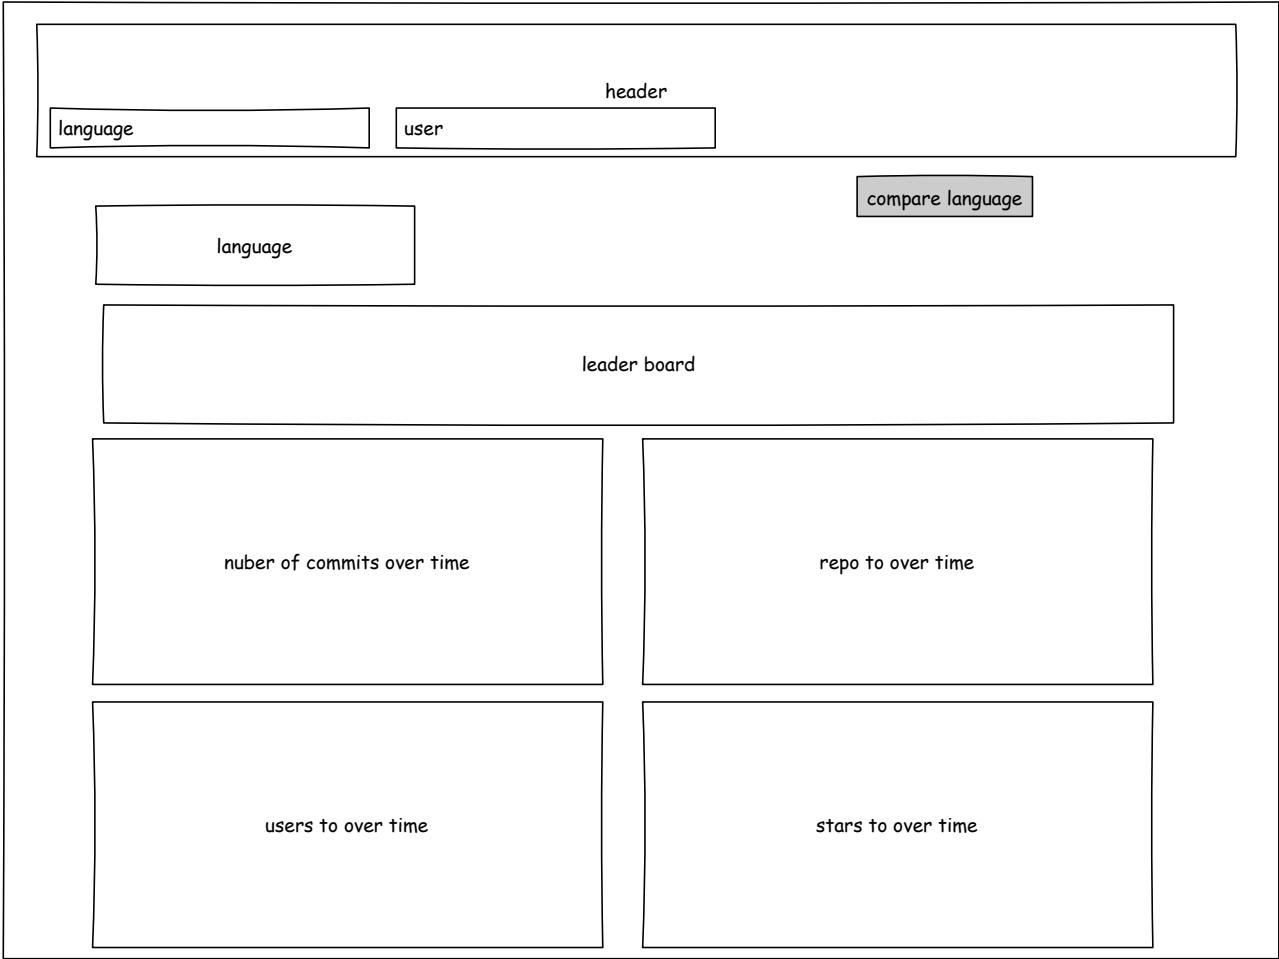 header
language
user
compare language
language
leader board
nuber of commits over time
repo to over time
users to over time
stars to over time